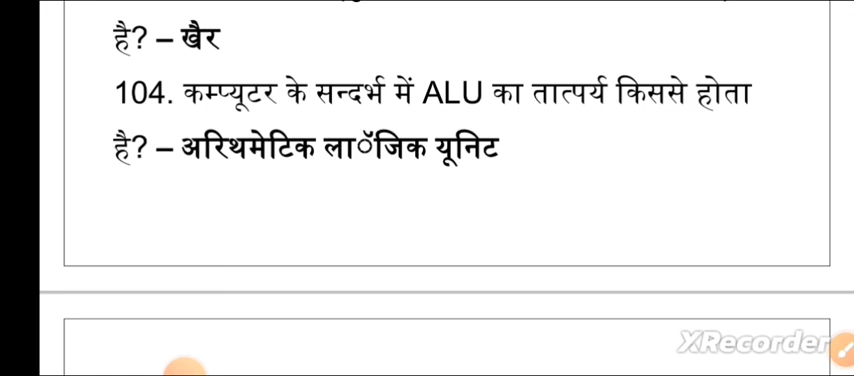 है? – खैर
104. कम्प्यूटर के सन्दर्भ में ALU का तात्पर्य किससे होता
है? – अरिथमेटिक लाॅजिक यूनिट
XRecorder